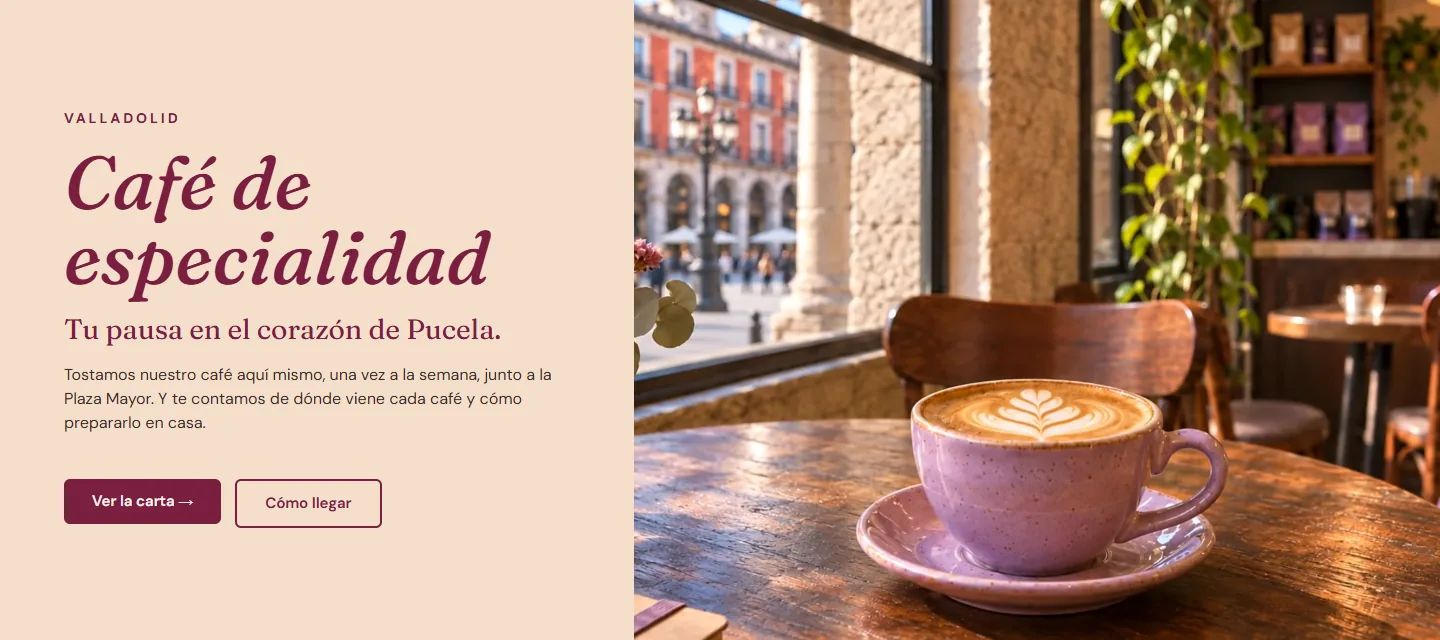 VALLADOLID
Café de
especialidad
Tu pausa en el corazón de Pucela.
Tostamos nuestro café aquí mismo, una vez a la semana, junto a la
Plaza Mayor. Y te contamos de dónde viene cada café y cómo
prepararlo en casa.
Ver la carta →
Cómo llegar